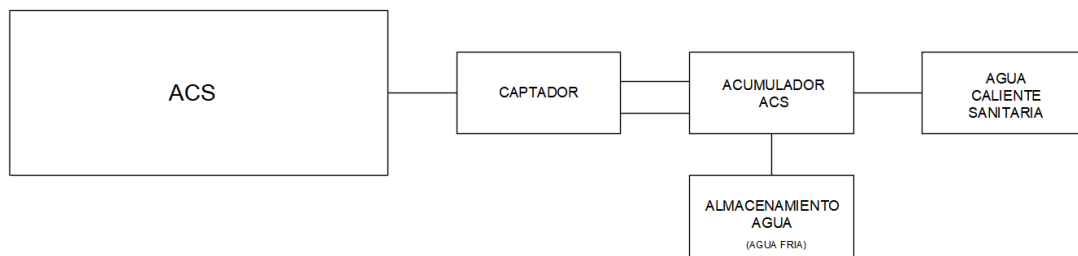 ACS
CAPTADOR
ACUMULADOR
ACS
AGUA
CALIENTE
SANITARIA
ALMACENAMIENTO
AGUA
(AGUA FRIA)